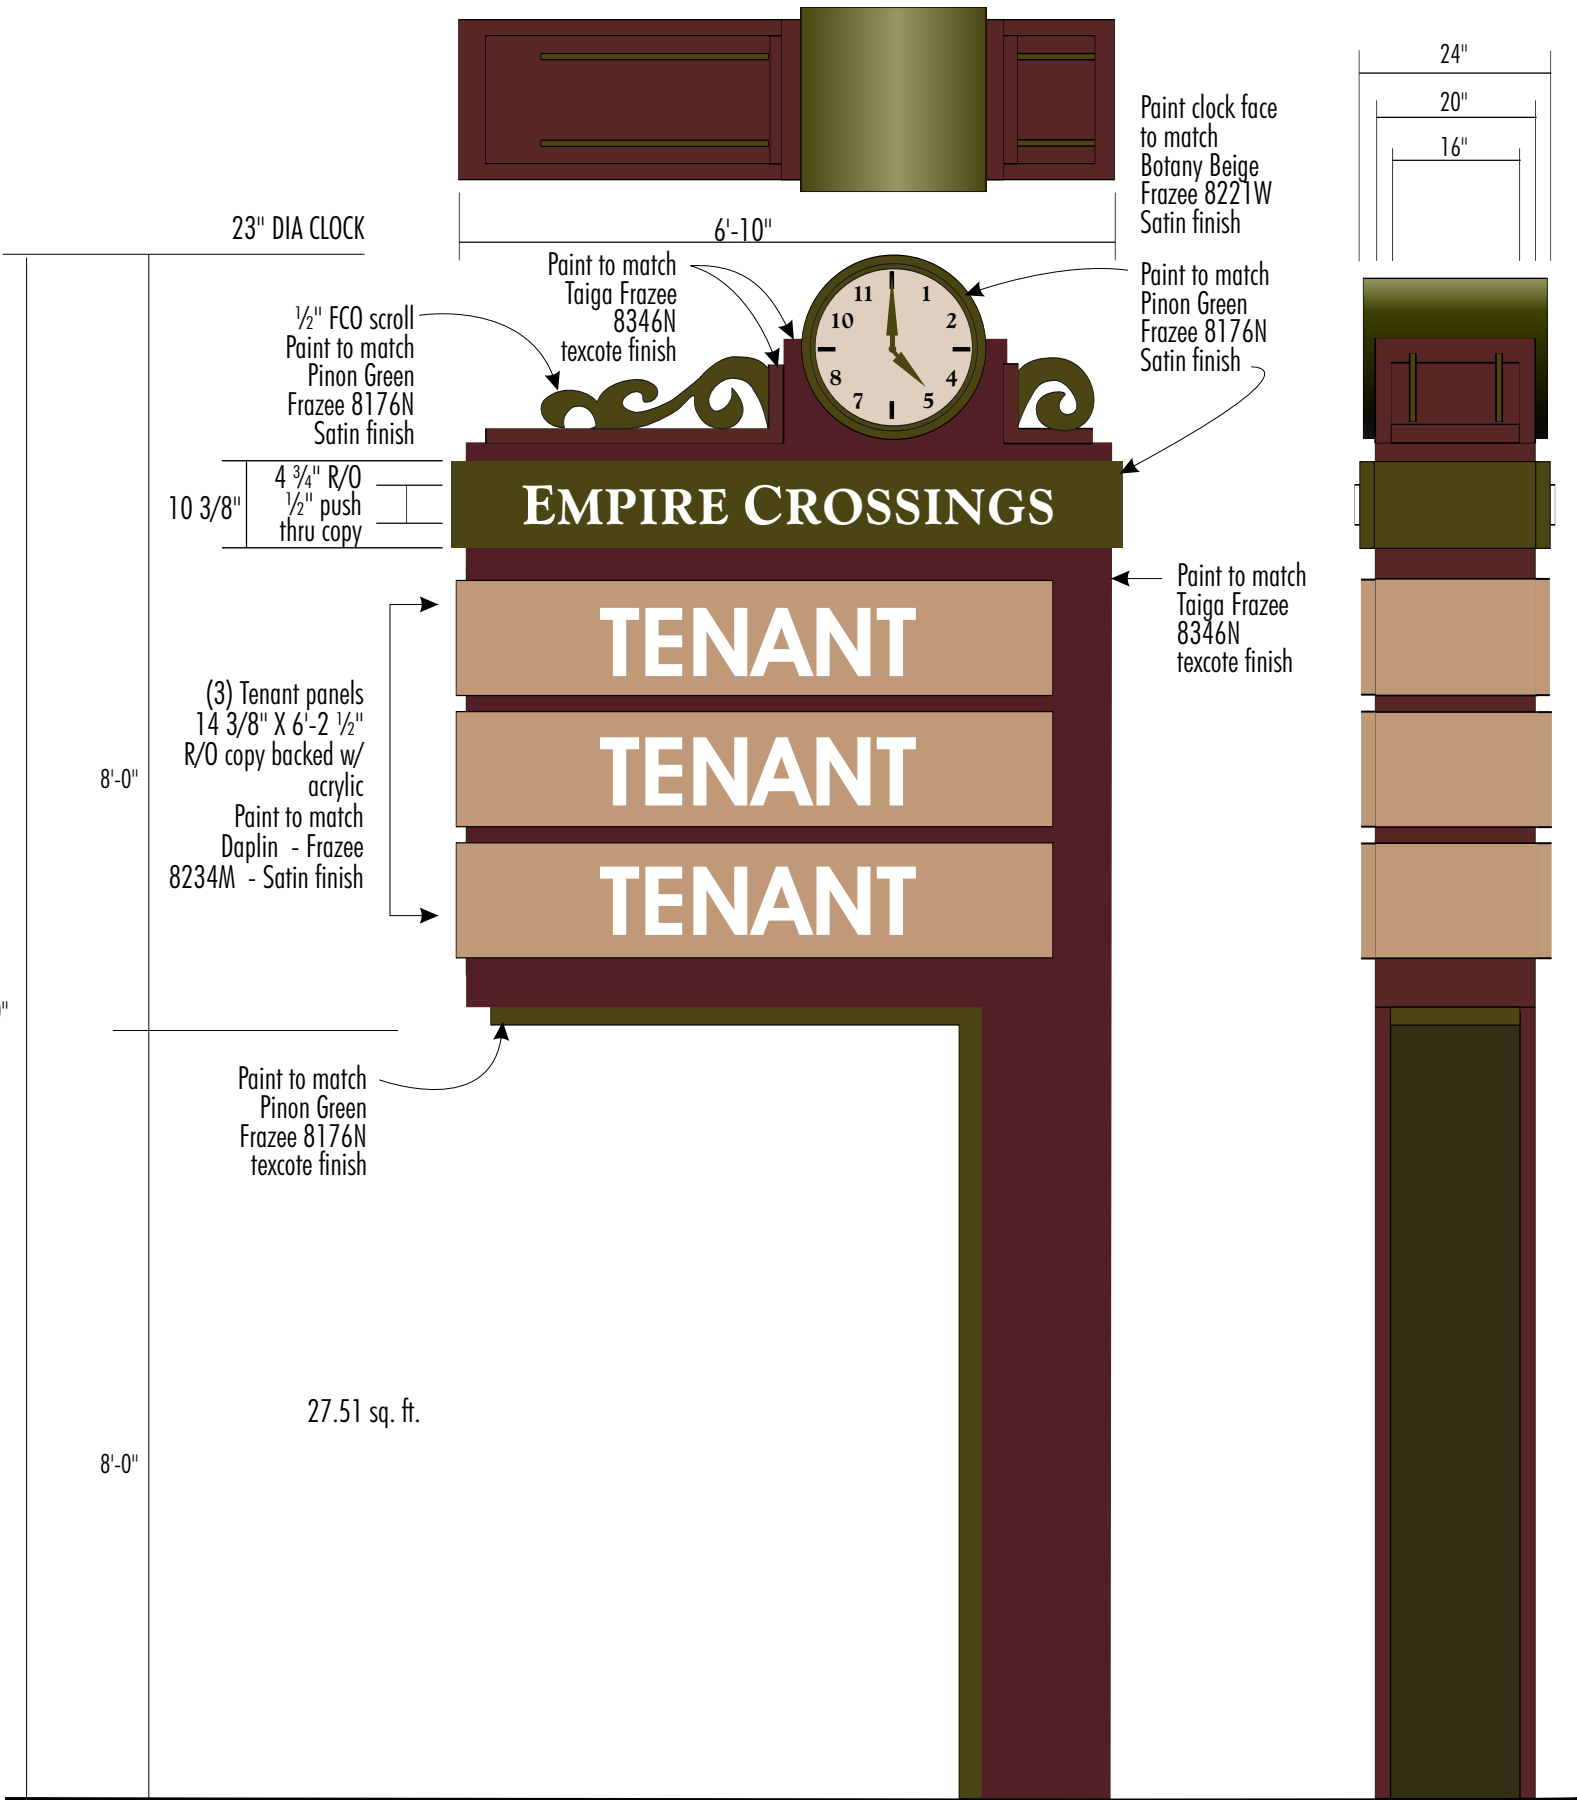 24"
20"
16"
Paint clock face
to match
Botany Beige
Frazee 8221W
Satin finish
23" DIA CLOCK
6'-10"
Paint to match
Taiga Frazee
8346N
texcote finish
Paint to match
Pinon Green
Frazee 8176N
Satin finish
½" FCO scroll
Paint to match
Pinon Green
Frazee 8176N
Satin finish
11
1
10
2
8
4
7
5
10 3/8"
4 ¾" R/O
½" push
thru copy
EMPIRE CROSSINGS
Paint to match
Taiga Frazee
8346N
texcote finish
TENANT
TENANT
TENANT
(3) Tenant panels
14 3/8" X 6'-2 ½"
R/O copy backed w/
acrylic
Paint to match
Daplin - Frazee
8234M - Satin finish
8'-0"
Paint to match
Pinon Green
Frazee 8176N
texcote finish
27.51 sq. ft.
8'-0"